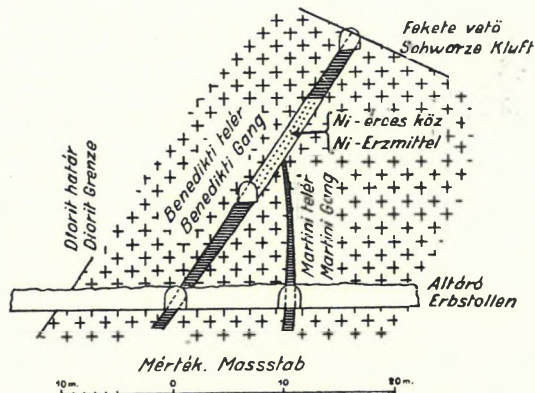 Fekete vető
Schwarze Kluft
Ni-érces köz
Ni-Erzmittel
Benedikti telér
Benedikti Gang
Martini telér
Martini Gang
Diorit határ
Diorit Grenze
Altáró
Erbstollen
Mérték. Massstab
10 m. 0 10 20 m.